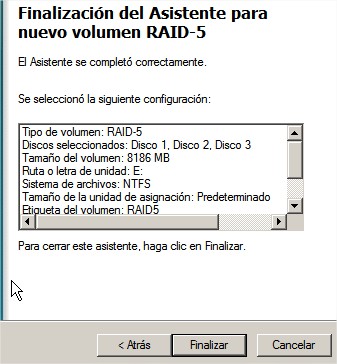 Finalización del Asistente para
nuevo volumen RAID-5
El Asistente se completó correctamente.
Se seleccionó la siguiente configuración:
Tipo de volumen: RAID-5
Discos seleccionados: Disco 1, Disco 2, Disco 3
Tamaño del volumen: 8186 MB
Ruta o letra de unidad: E:
Sistema de archivos: NTFS
Tamaño de la unidad de asignación: Predeterminado
Etiqueta del volumen: RAID5
Para cerrar este asistente, haga clic en Finalizar.
< Atrás
Finalizar
Cancelar